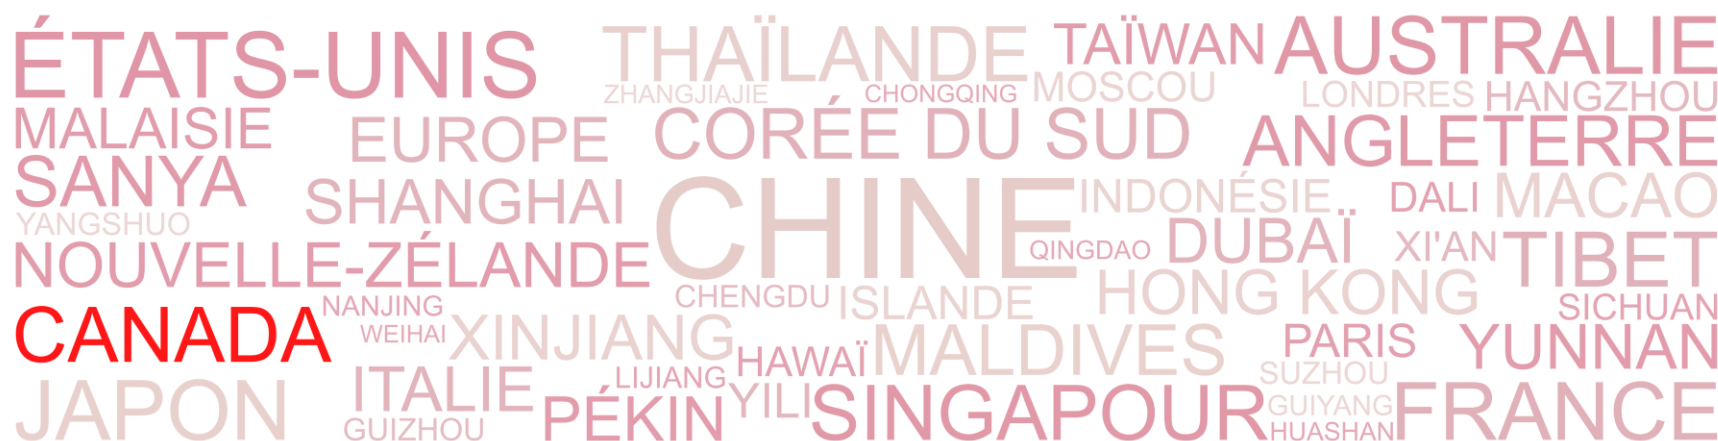 ÉTATS-UNIS THAÏLANDE TAÏWAN AUSTRALIE
ZHANGJIAJIE CHONGQING MOSCOU LONDRES HANGZHOU
MALAISIE EUROPE CORÉE DU SUD ANGLETERRE
SANYA SHANGHAI CHINE INDONÉSIE DALI MACAO
YANGSHUO
NOUVELLE-ZÉLANDE QINGDAO DUBAÏ XI'AN TIBET
CANADA NANJING CHENGDU ISLANDE HONG KONG SICHUAN
WEIHAI XINJIANG HAWAÏ MALDIVES PARIS YUNNAN
JAPON ITALIE LIJIANG YILI SUZHOU
GUIZHOU PÉKIN SINGAPOUR GUIYANG FRANCE
HUASHAN